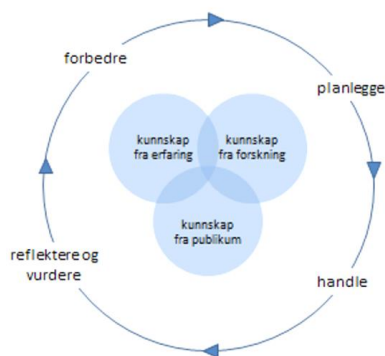 forbedre
planlegge
kunnskap
fra erfaring
kunnskap
fra forskning
kunnskap
fra publikum
reflektere og
vurdere
handle